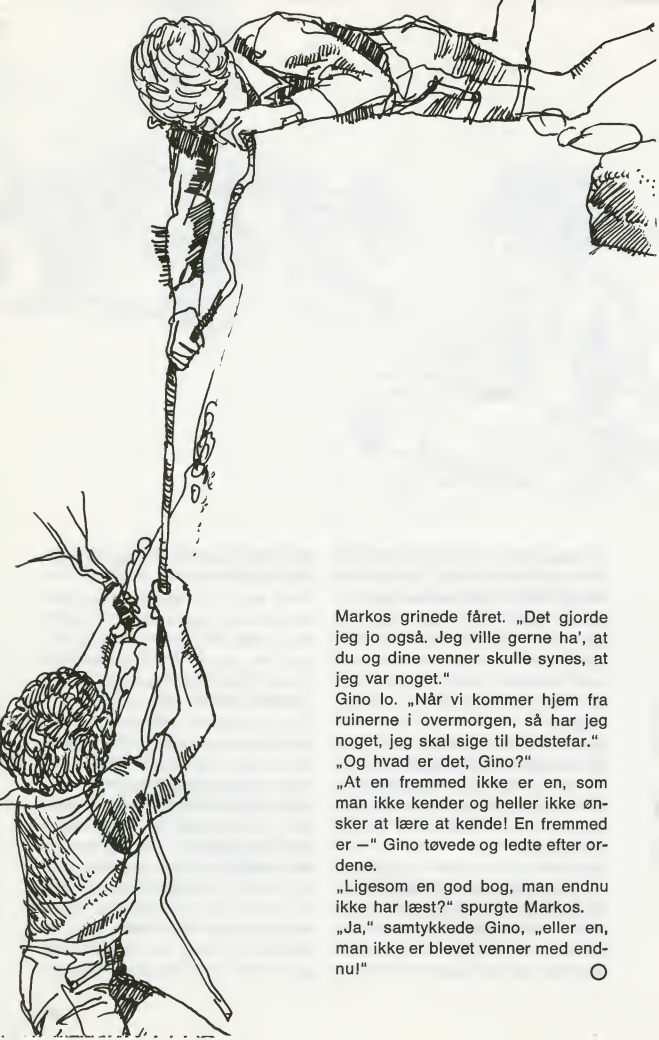 Markos grinede fåret. „Det gjorde
jeg jo også. Jeg ville gerne ha', at
du og dine venner skulle synes, at
jeg var noget.“
Gino lo. „Når vi kommer hjem fra
ruinerne i overmorgen, så har jeg
noget, jeg skal sige til bedstefar.“
„Og hvad er det, Gino?“
„At en fremmed ikke er en, som
man ikke kender og heller ikke øn-
sker at lære at kende! En fremmed
er —“ Gino tøvede og ledte efter or-
dene.
„Ligesom en god bog, man endnu
ikke har læst?“ spurgte Markos.
„Ja,“ samtykkede Gino, „eller en,
man ikke er blevet venner med end-
nu!“